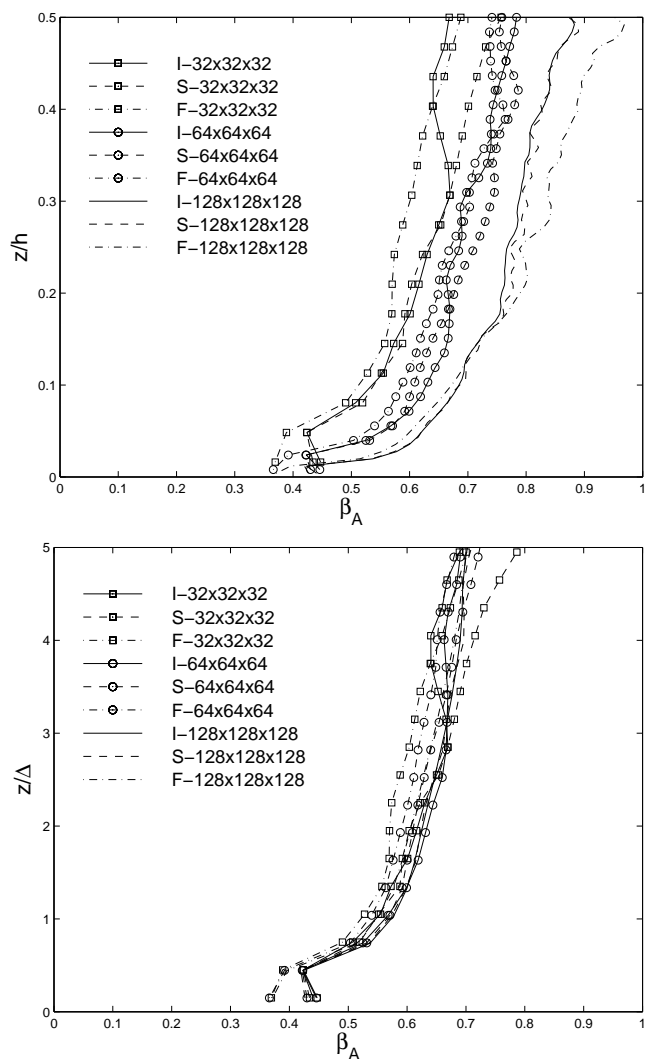 0.5
0.4
0.3
0.2
0.1
0
z/h
I−32x32x32
S−32x32x32
F−32x32x32
I−64x64x64
S−64x64x64
F−64x64x64
I−128x128x128
S−128x128x128
F−128x128x128
0 0.1 0.2 0.3 0.4 0.5 0.6 0.7 0.8 0.9 1
β_A
5
4
3
2
1
0
z/Δ
I−32x32x32
S−32x32x32
F−32x32x32
I−64x64x64
S−64x64x64
F−64x64x64
I−128x128x128
S−128x128x128
F−128x128x128
0 0.1 0.2 0.3 0.4 0.5 0.6 0.7 0.8 0.9 1
β_A